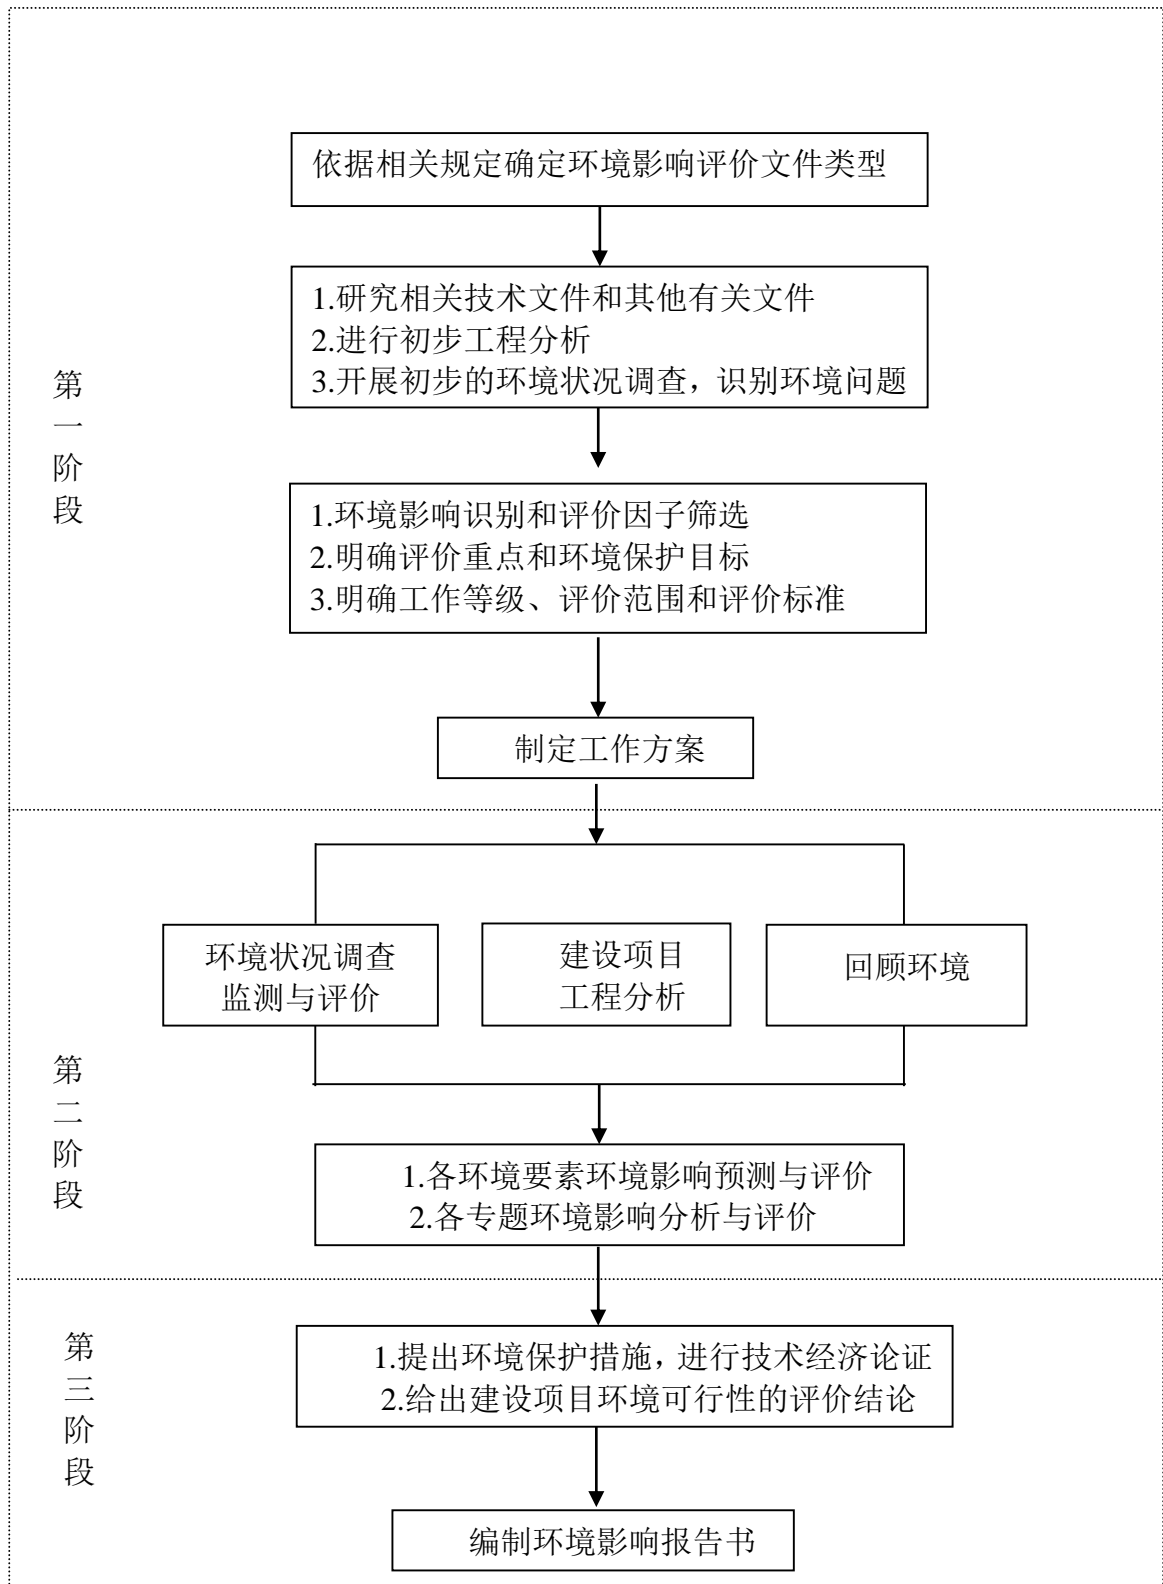 依据相关规定确定环境影响评价文件类型
1.研究相关技术文件和其他有关文件
2.进行初步工程分析
3.开展初步的环境状况调查，识别环境问题
第一阶段
1.环境影响识别和评价因子筛选
2.明确评价重点和环境保护目标
3.明确工作等级、评价范围和评价标准
制定工作方案
环境状况调查
监测与评价
建设项目
工程分析
回顾环境
第二阶段
1.各环境要素环境影响预测与评价
2.各专题环境影响分析与评价
第三阶段
1.提出环境保护措施，进行技术经济论证
2.给出建设项目环境可行性的评价结论
编制环境影响报告书